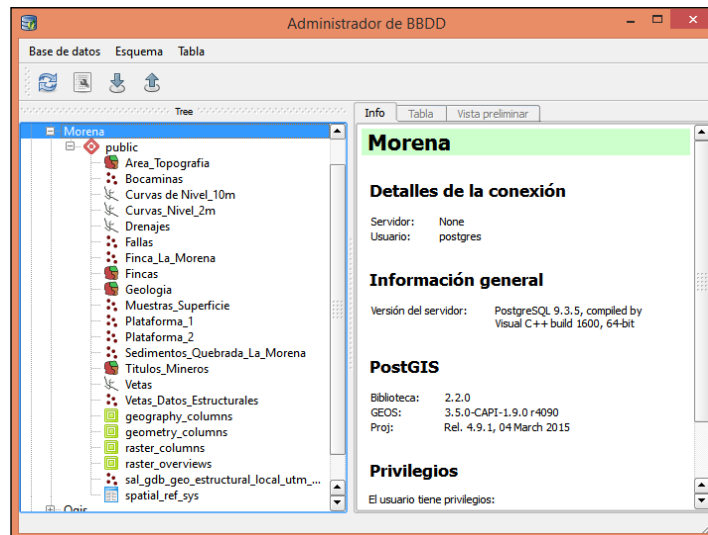 Administrador de BBDD
Base de datos Esquema Tabla
Tree
Morena
public
Area_Topografia
Bocaminas
Curvas de Nivel_10m
Curvas_Nivel_2m
Drenajes
Fallas
Finca_La_Morena
Fincas
Geologia
Muestras_Superficie
Plataforma_1
Plataforma_2
Sedimentos_Quebrada_La_Morena
Titulos_Mineros
Vetas
Vetas_Datos_Estructurales
geography_columns
geometry_columns
raster_columns
raster_overviews
sal_gdb_geo_estructural_local_utm_...
spatial_ref_sys
Qgis
Info Tabla Vista preliminar
Morena
Detalles de la conexión
Servidor: None
Usuario: postgres
Información general
Versión del servidor: PostgreSQL 9.3.5, compiled by
Visual C++ build 1600, 64-bit
PostGIS
Biblioteca: 2.2.0
GEOS: 3.5.0-CAPI-1.9.0 r4090
Proj: Rel. 4.9.1, 04 March 2015
Privilegios
El usuario tiene privilegios: